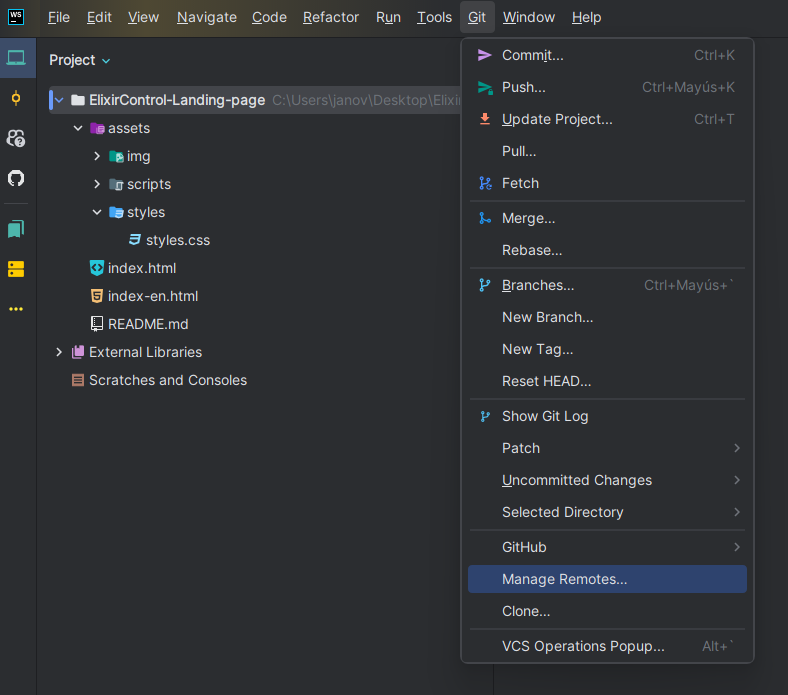 WS File Edit View Navigate Code Refactor Run Tools Git Window Help
Project
ElixirControl-Landing-page C:\Users\janov\Desktop\Elixir
assets
img
scripts
styles
styles.css
index.html
index-en.html
README.md
External Libraries
Scratches and Consoles
Commit... Ctrl+K
Push... Ctrl+Mayús+K
Update Project... Ctrl+T
Pull...
Fetch
Merge...
Rebase...
Branches... Ctrl+Mayús+`
New Branch...
New Tag...
Reset HEAD...
Show Git Log
Patch
Uncommitted Changes
Selected Directory
GitHub
Manage Remotes...
Clone...
VCS Operations Popup... Alt+`